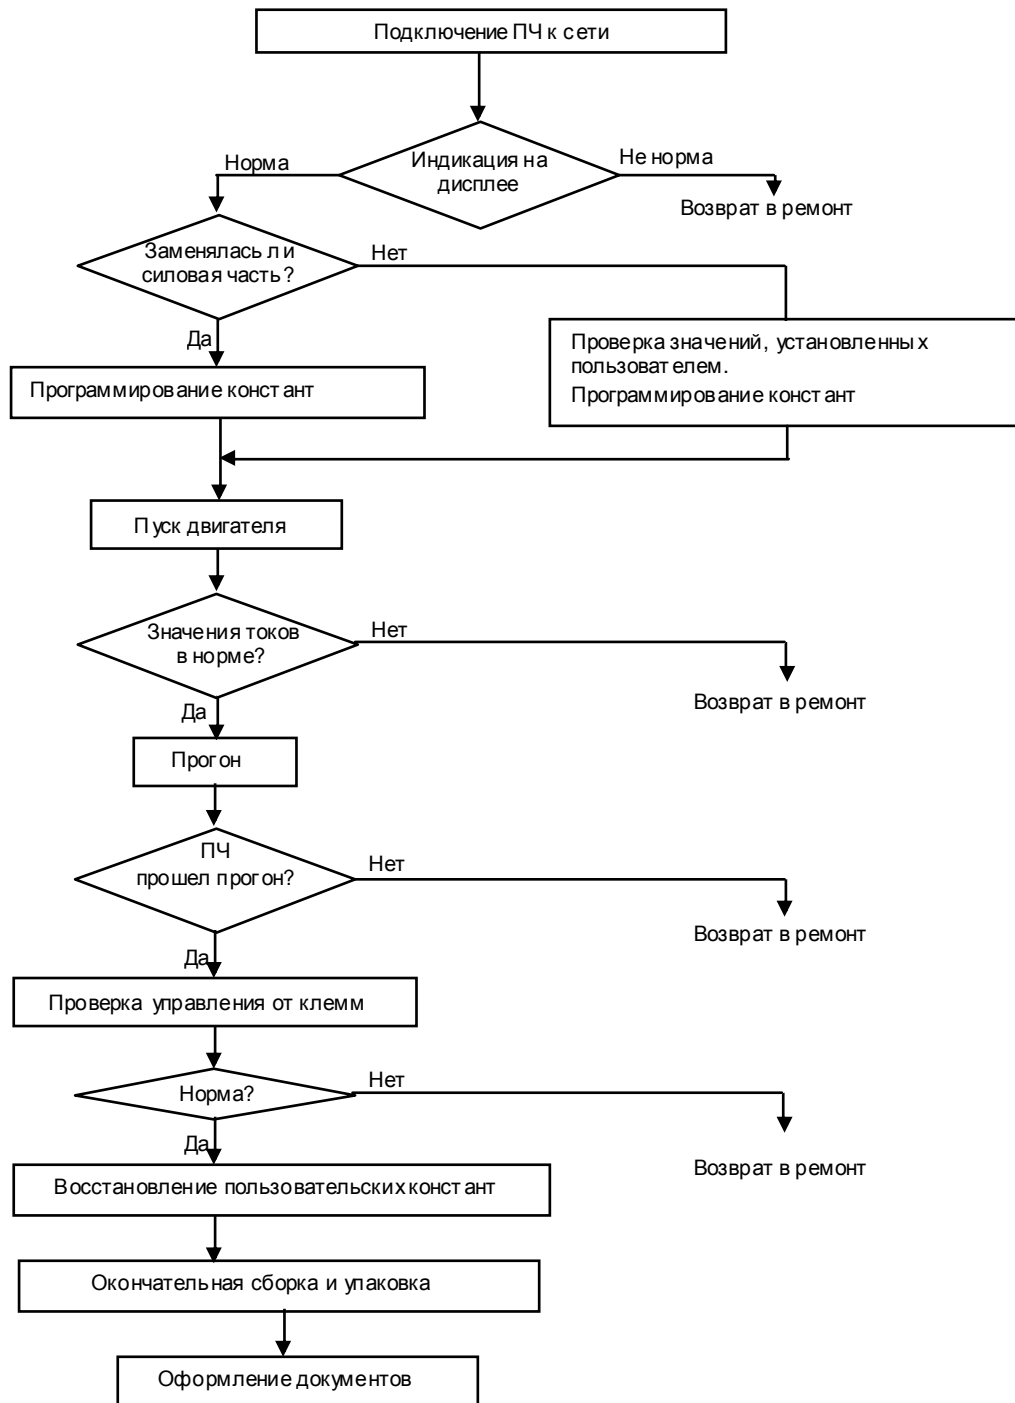 Подключение ПЧ к сети
Индикация на
дисплее
Норма
Не норма
Возврат в ремонт
Заменялась ли
силовая часть?
Нет
Да
Проверка значений, установленных
пользователем.
Программирование констант
Программирование констант
Пуск двигателя
Значения токов
в норме?
Нет
Возврат в ремонт
Да
Прогон
ПЧ
прошел прогон?
Нет
Возврат в ремонт
Да
Проверка управления от клемм
Норма?
Нет
Возврат в ремонт
Да
Восстановление пользовательских констант
Окончательная сборка и упаковка
Оформление документов